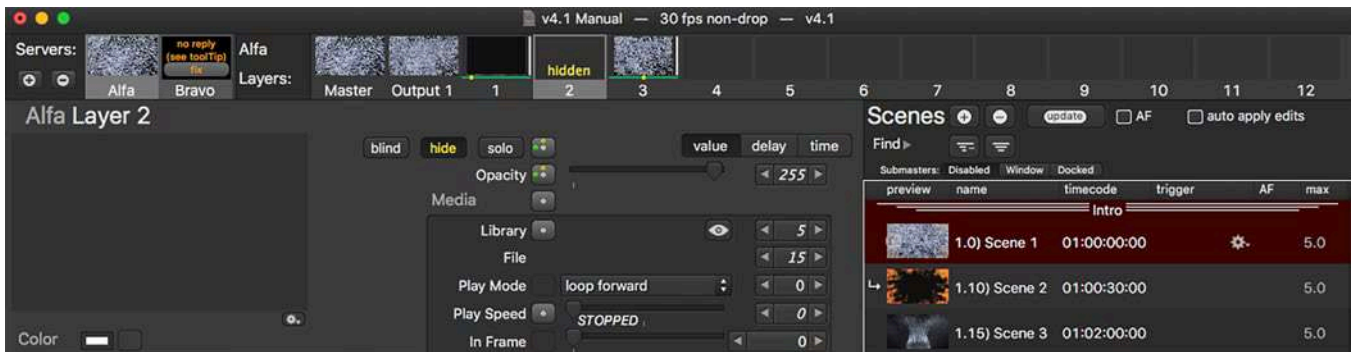 v4.1 Manual — 30 fps non-drop — v4.1
Servers:
no reply
(see toolTip)
fix
Alfa
Bravo
Alfa
Layers:
hidden
Master Output 1 1 2 3 4 5 6 7 8 9 10 11 12
Alfa Layer 2
blind hide solo value delay time
Opacity 255
Media
Library 5
File 15
Play Mode loop forward 0
Play Speed STOPPED 0
In Frame 0
Color
Scenes update AF auto apply edits
Find
Submasters: Disabled Window Docked
preview name timecode trigger AF max
Intro
1.0) Scene 1 01:00:00:00 5.0
1.10) Scene 2 01:00:30:00 5.0
1.15) Scene 3 01:02:00:00 5.0